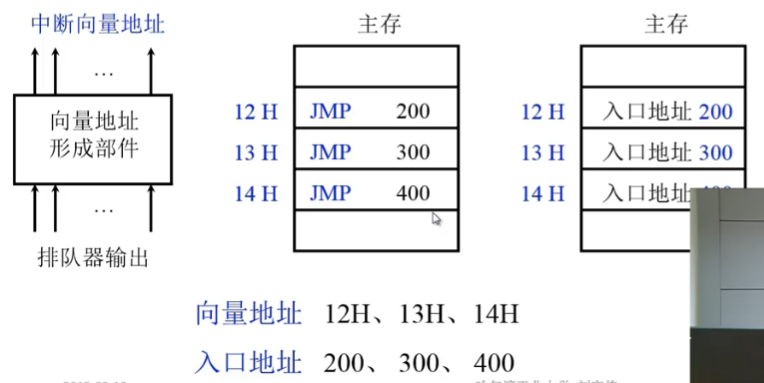 中断向量地址
…
向量地址
形成部件
…
排队器输出
主存
12 H JMP 200
13 H JMP 300
14 H JMP 400
主存
12 H 入口地址 200
13 H 入口地址 300
14 H 入口地址
向量地址 12H、13H、14H
入口地址 200、 300、 400